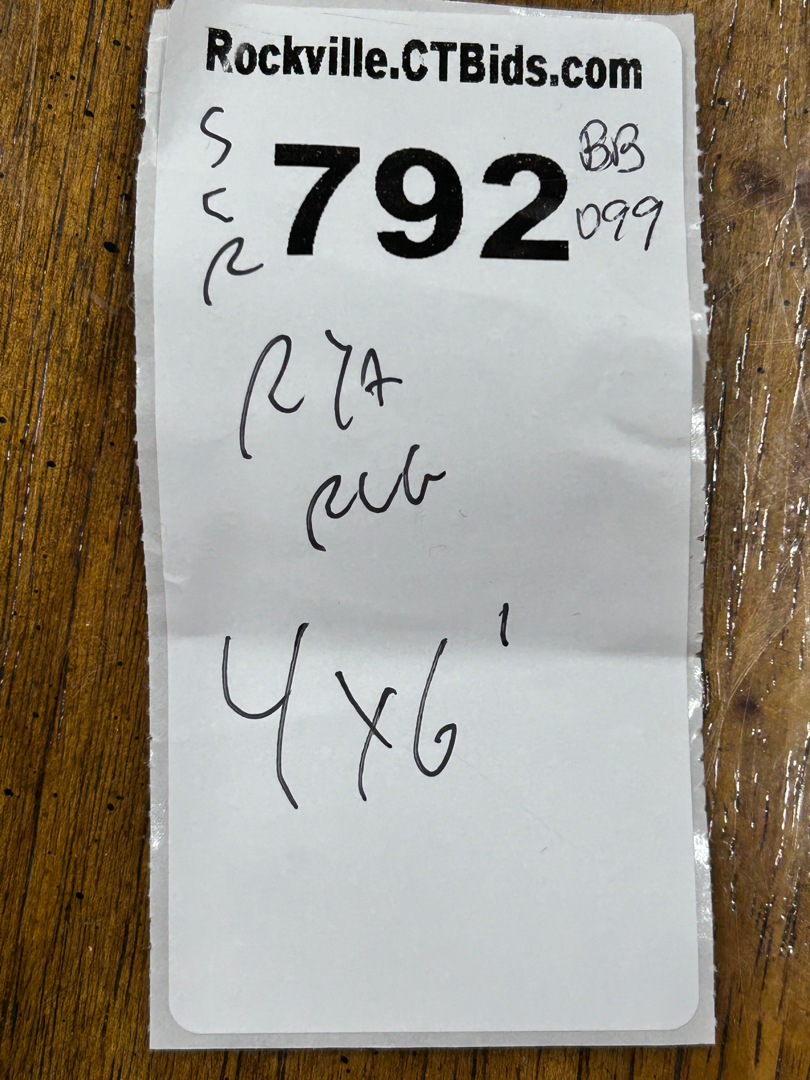 Rockville.CTBids.com
S
C
R
792
BB
099
RYA
RUG
4x6'